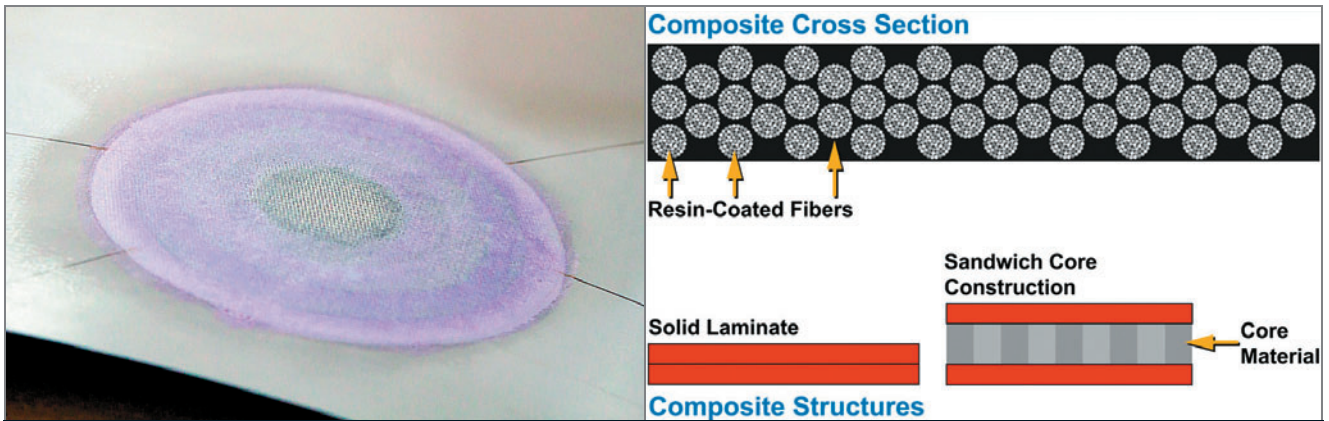 Composite Cross Section
Resin-Coated Fibers
Sandwich Core
Construction
Solid Laminate
Core
Material
Composite Structures